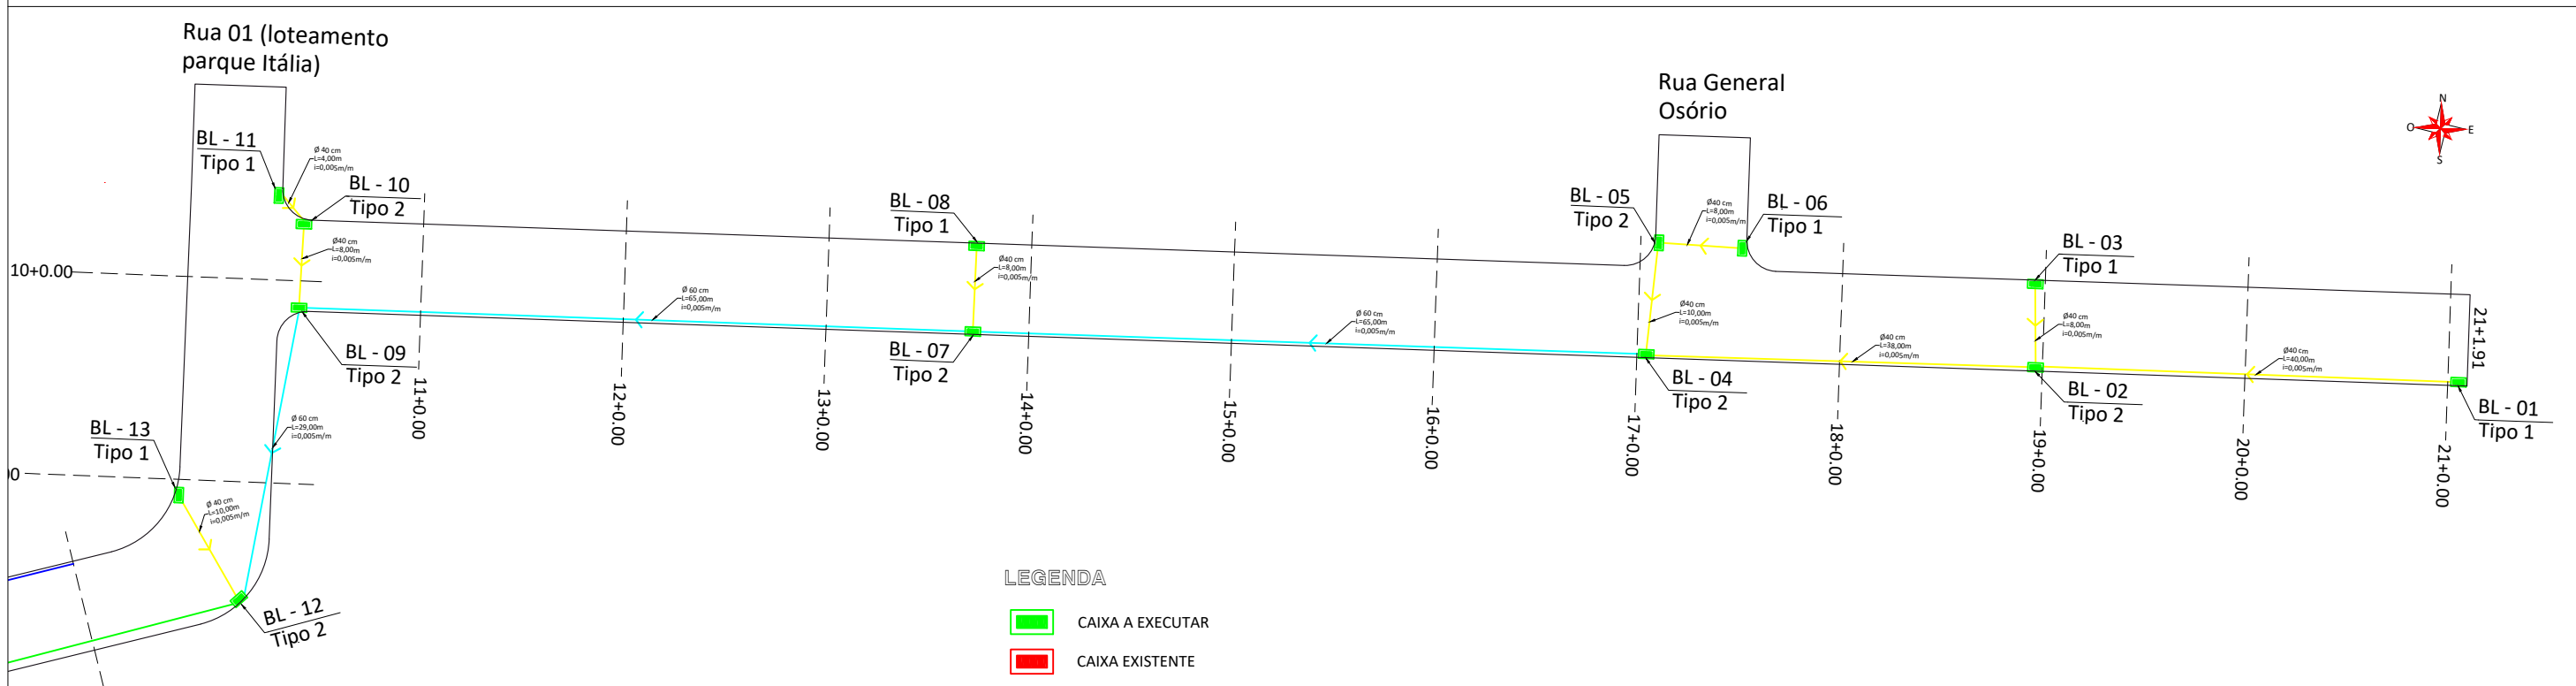 Rua 01 (loteamento
parque Itália)
Rua General
Osório
N
O
E
S
BL - 11
Tipo 1
Ø 40 cm
L=4,00m
i=0,005m/m
BL - 10
Tipo 2
BL - 08
Tipo 1
BL - 05
Tipo 2
Ø40 cm
L=8,00m
i=0,005m/m
BL - 06
Tipo 1
BL - 03
Tipo 1
10+0.00
Ø40 cm
L=8,00m
i=0,005m/m
Ø 60 cm
L=65,00m
i=0,005m/m
Ø40 cm
L=8,00m
i=0,005m/m
Ø 60 cm
L=65,00m
i=0,005m/m
Ø40 cm
L=10,00m
i=0,005m/m
Ø40 cm
L=38,00m
i=0,005m/m
Ø40 cm
L=8,00m
i=0,005m/m
Ø40 cm
L=40,00m
i=0,005m/m
21+1.91
BL - 09
Tipo 2
BL - 07
Tipo 2
BL - 04
Tipo 2
BL - 02
Tipo 2
BL - 01
Tipo 1
11+0.00
12+0.00
13+0.00
14+0.00
15+0.00
16+0.00
17+0.00
18+0.00
19+0.00
20+0.00
21+0.00
BL - 13
Tipo 1
Ø 60 cm
L=29,00m
i=0,005m/m
00
Ø 40 cm
L=10,00m
i=0,005m/m
BL - 12
Tipo 2
LEGENDA
CAIXA A EXECUTAR
CAIXA EXISTENTE